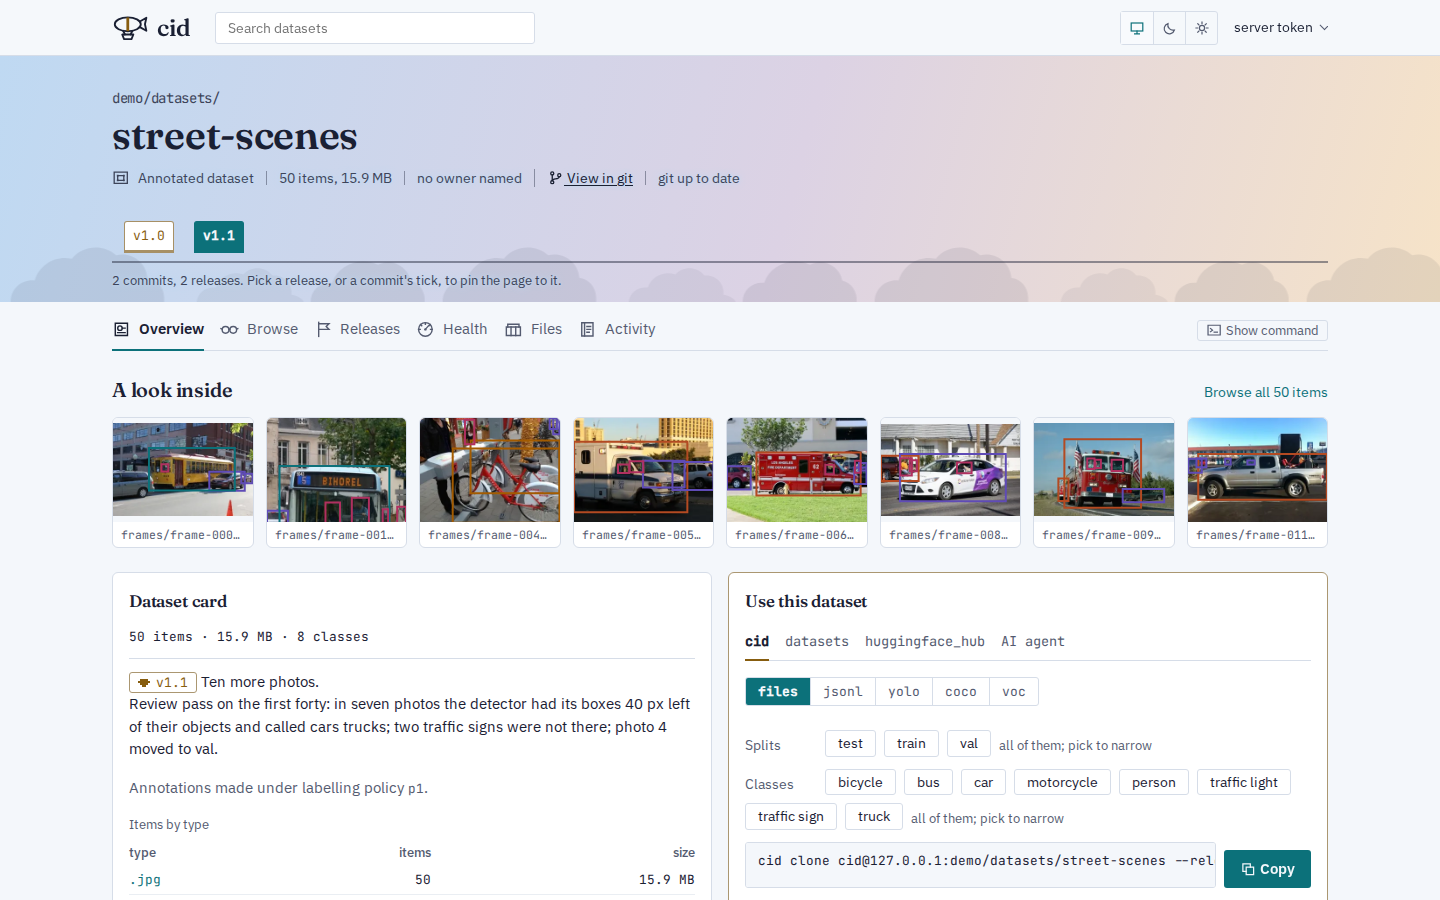 cid
Search datasets
server token
demo/datasets/
street-scenes
Annotated dataset
50 items, 15.9 MB
no owner named
View in git
git up to date
v1.0
v1.1
2 commits, 2 releases. Pick a release, or a commit's tick, to pin the page to it.
Overview
Browse
Releases
Health
Files
Activity
Show command
A look inside
Browse all 50 items
BIHOREL
frames/frame-000…
frames/frame-001…
frames/frame-004…
frames/frame-005…
frames/frame-006…
frames/frame-008…
frames/frame-009…
frames/frame-011…
Dataset card
50 items · 15.9 MB · 8 classes
v1.1 Ten more photos.
Review pass on the first forty: in seven photos the detector had its boxes 40 px left
of their objects and called cars trucks; two traffic signs were not there; photo 4
moved to val.
Annotations made under labelling policy p1.
Items by type
type items size
.jpg 50 15.9 MB
Use this dataset
cid datasets huggingface_hub AI agent
files jsonl yolo coco voc
Splits test train val all of them; pick to narrow
Classes bicycle bus car motorcycle person traffic light
traffic sign truck all of them; pick to narrow
cid clone cid@127.0.0.1:demo/datasets/street-scenes --rel
Copy